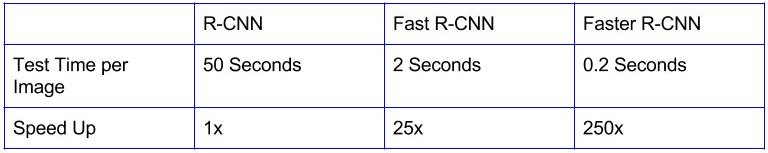 R-CNN Fast R-CNN Faster R-CNN
Test Time per
Image 50 Seconds 2 Seconds 0.2 Seconds
Speed Up 1x 25x 250x